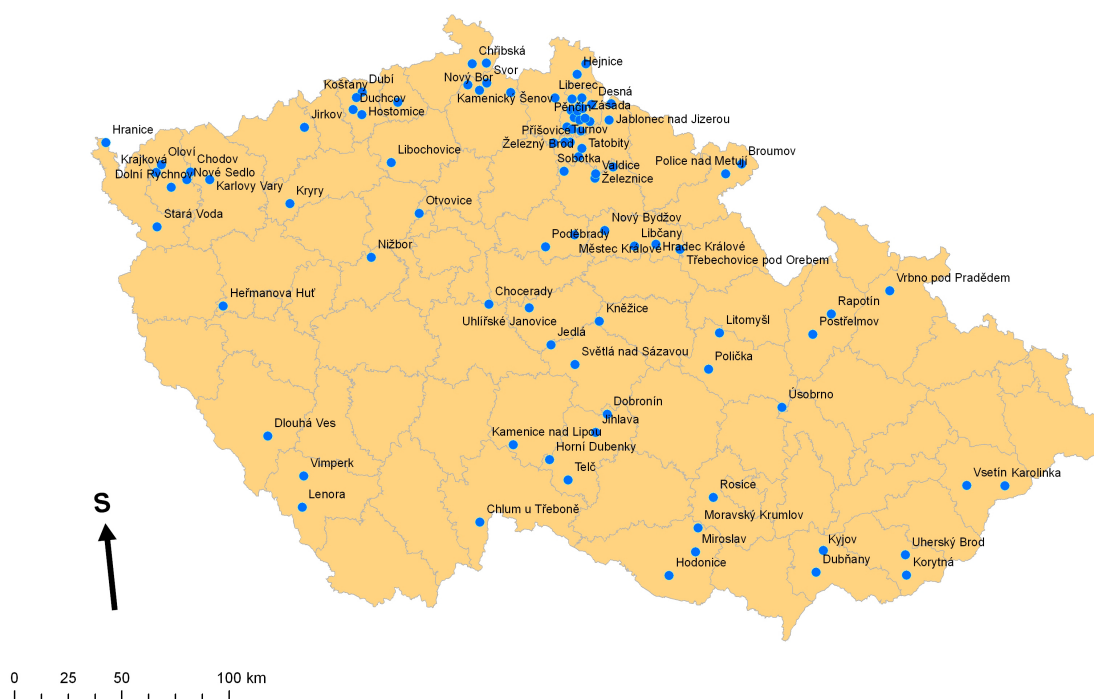 Chřibská
Svor
Hejnice
Dubí
Košťany
Nový Bor
Liberec
Desná
Kamenický Šenov
Duchcov
Pěnčín
Zásada
Jirkov
Hostomice
Jablonec nad Jizerou
Hranice
Příšovice
Turnov
Železný Brod
Tatobity
Libochovice
Oloví
Broumov
Krajková
Chodov
Sobotka
Valdice
Police nad Metují
Dolní Rychnov
Nové Sedlo
Železnice
Karlovy Vary
Kryry
Otvovice
Stará Voda
Nový Bydžov
Poděbrady
Libčany
Nižbor
Městec Králové
Hradec Králové
Třebechovice pod Orebem
Vrbno pod Pradědem
Heřmanova Huť
Chocerady
Rapotín
Kněžice
Uhlířské Janovice
Litomyšl
Postřelmov
Jedlá
Světlá nad Sázavou
Polička
Úsobrno
Dobronín
Dlouhá Ves
Jihlava
Kamenice nad Lipou
Horní Dubenky
Vimperk
Telč
Vsetín
Karolinka
Rosice
Lenora
S
Chlum u Třeboně
Moravský Krumlov
Miroslav
Kyjov
Uherský Brod
Hodonice
Dubňany
Korytná
0 25 50 100 km